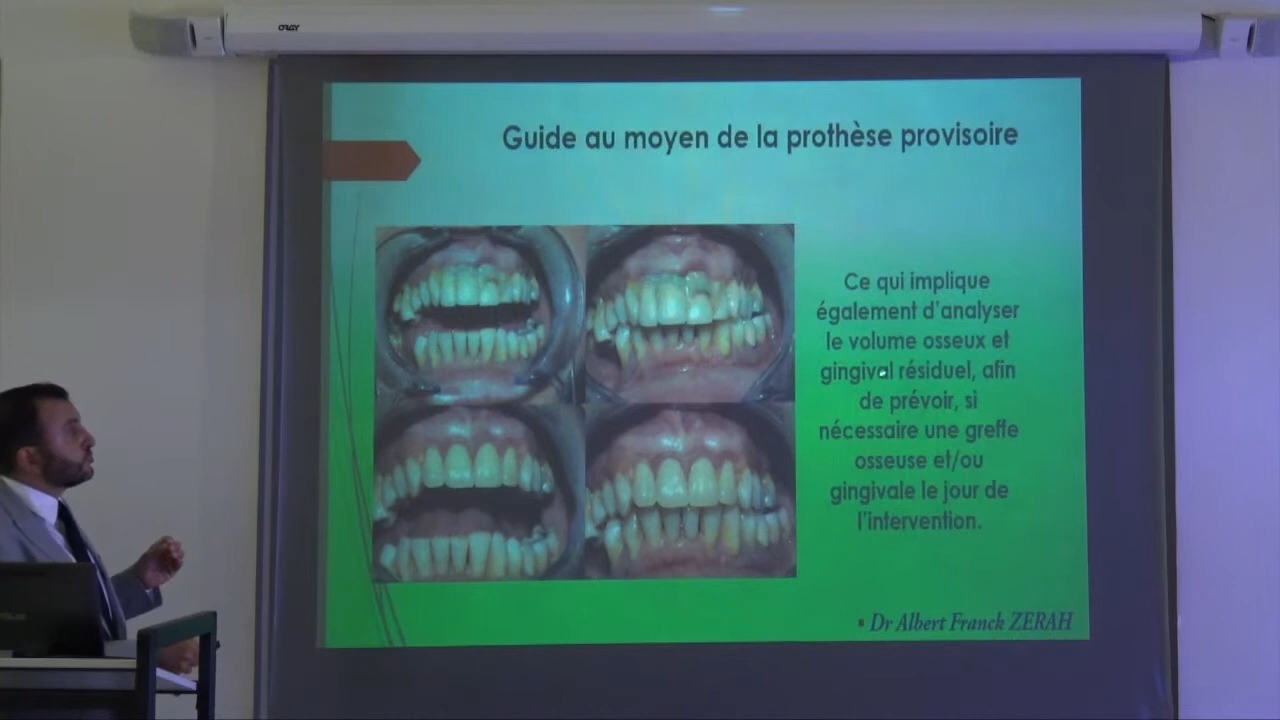 ORAY
Guide au moyen de la prothèse provisoire
Ce qui implique
également d'analyser
le volume osseux et
gingival résiduel, afin
de prévoir, si
nécessaire une greffe
osseuse et/ou
gingivale le jour de
l'intervention.
Dr Albert Franck ZERAH